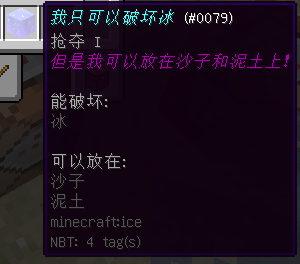 我只可以破坏冰 (#0079)
抢夺 I
但是我可以放在沙子和泥土上!
能破坏:
冰
可以放在:
沙子
泥土
minecraft:ice
NBT: 4 tag(s)